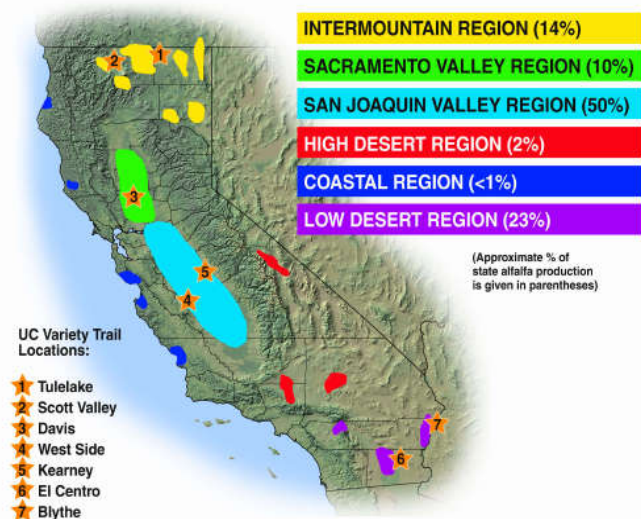 INTERMOUNTAIN REGION (14%)
SACRAMENTO VALLEY REGION (10%)
SAN JOAQUIN VALLEY REGION (50%)
HIGH DESERT REGION (2%)
COASTAL REGION (<1%)
LOW DESERT REGION (23%)
(Approximate % of
state alfalfa production
is given in parentheses)
2
1
3
5
4
7
6
UC Variety Trail
Locations:
1 Tulelake
2 Scott Valley
3 Davis
4 West Side
5 Kearney
6 El Centro
7 Blythe